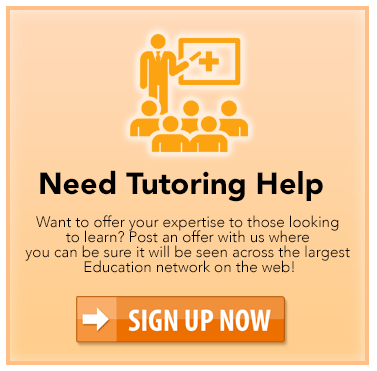 Need Tutoring Help
Want to offer your expertise to those looking
to learn? Post an offer with us where
you can be sure it will be seen across the largest
Education network on the web!
SIGN UP NOW